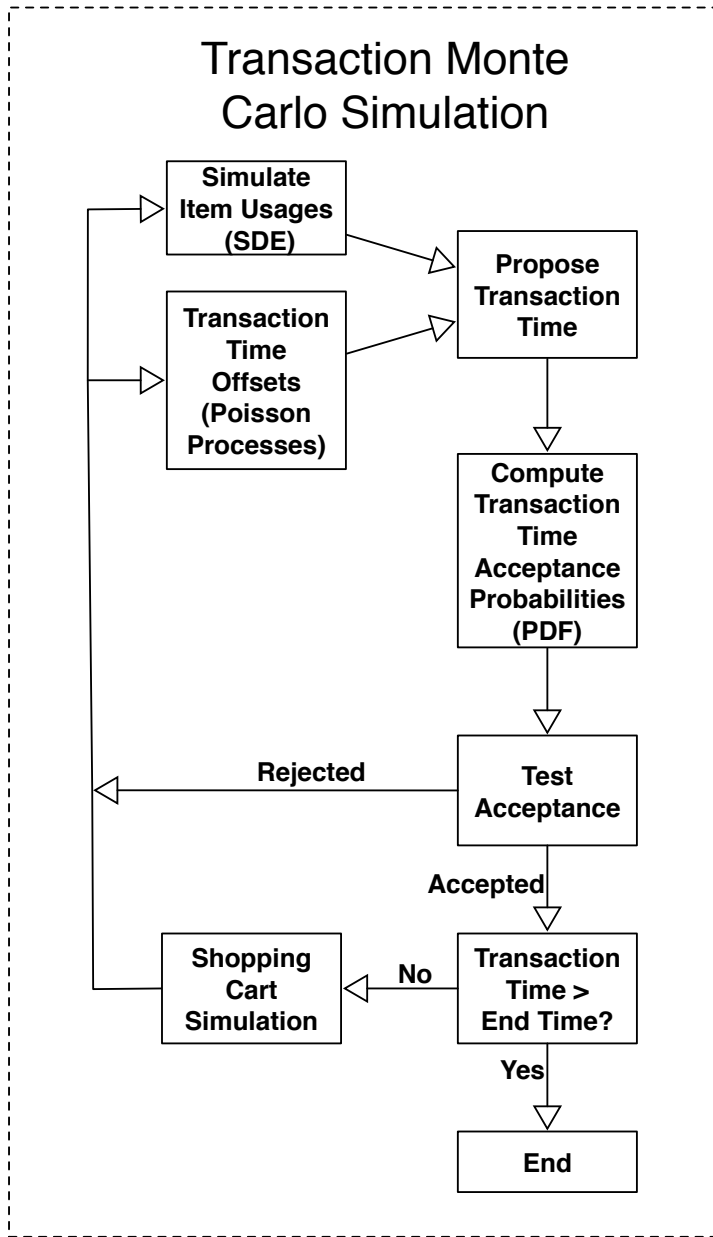 Transaction Monte
Carlo Simulation
Simulate
Item Usages
(SDE)
Propose
Transaction
Time
Transaction
Time
Offsets
(Poisson
Processes)
Compute
Transaction
Time
Acceptance
Probabilities
(PDF)
Rejected
Test
Acceptance
Accepted
Shopping
Cart
Simulation
No
Transaction
Time >
End Time?
Yes
End